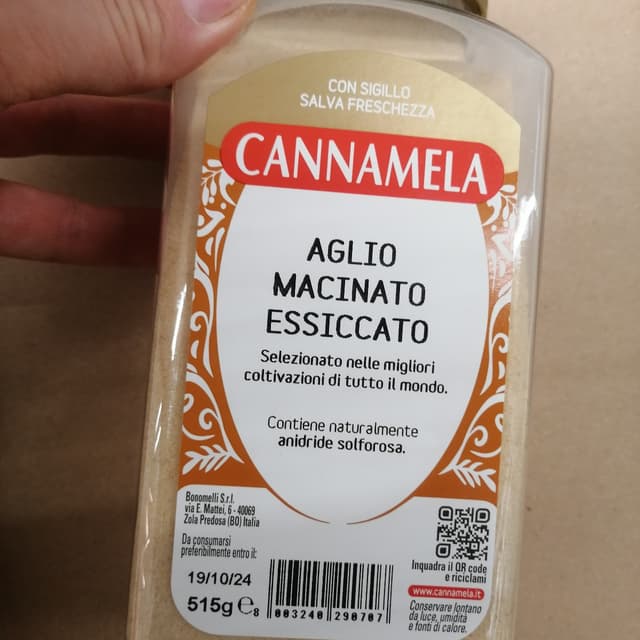 CON SIGILLO
SALVA FRESCHEZZA
CANNAMELA
AGLIO
MACINATO
ESSICCATO
Selezionato nelle migliori
coltivazioni di tutto il mondo.
Contiene naturalmente
anidride solforosa.
Bonomelli S.r.l.
via E. Mattei, 6 - 40069
Zola Predosa (BO) Italia
Da consumarsi
preferibilmente entro il:
19/10/24
515g e 8
003240 290707
Inquadra il QR code
e riciclami
www.cannamela.it
Conservare lontano
da luce, umidità
e fonti di calore.